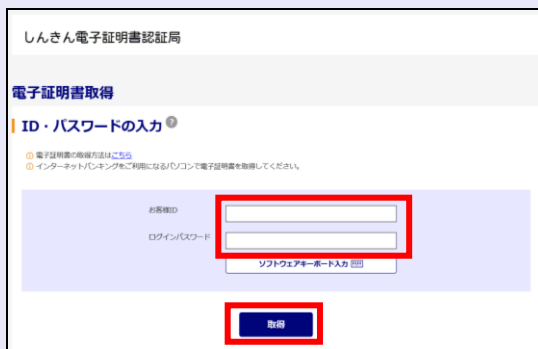 しんきん電子証明書認証局
電子証明書取得
ID・パスワードの入力 ?
電子証明書の取得方法はこちら
インターネットバンキングをご利用になるパソコンで電子証明書を取得してください。
お客様ID
ログインパスワード
ソフトウェアキーボード入力
取得